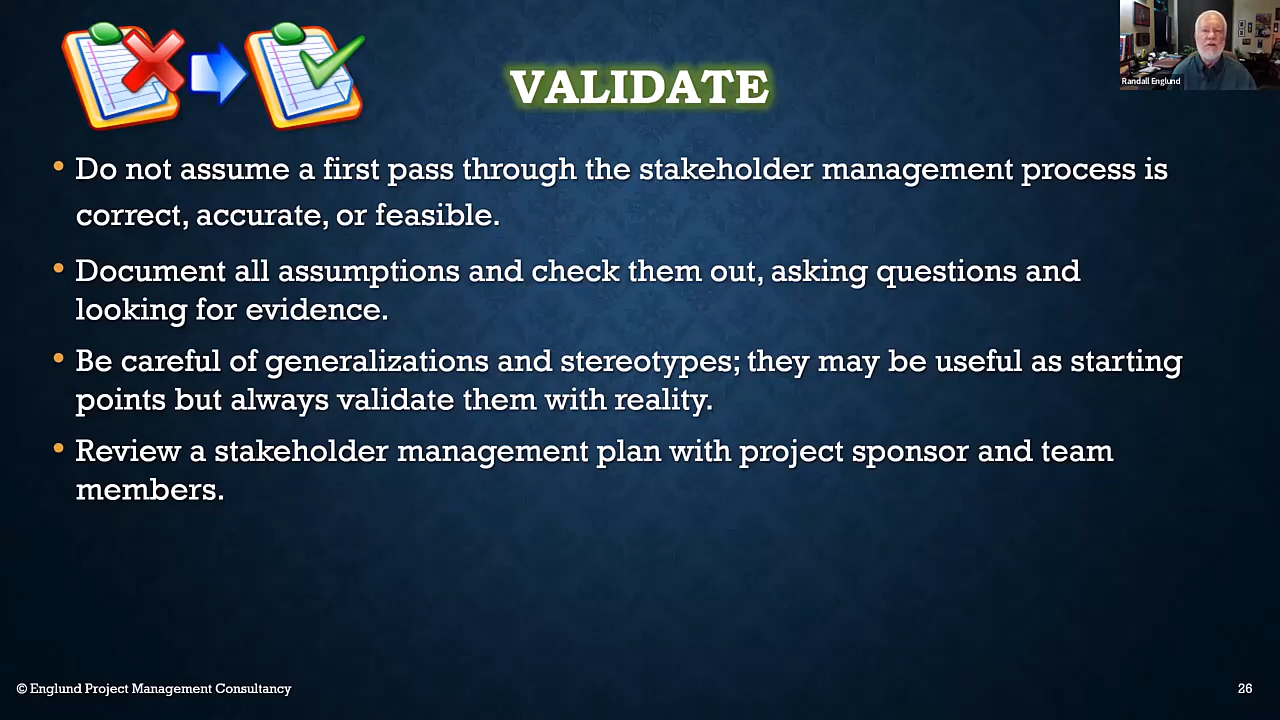 VALIDATE
Randall Englund
• Do not assume a first pass through the stakeholder management process is
correct, accurate, or feasible.
• Document all assumptions and check them out, asking questions and
looking for evidence.
• Be careful of generalizations and stereotypes; they may be useful as starting
points but always validate them with reality.
• Review a stakeholder management plan with project sponsor and team
members.
© Englund Project Management Consultancy
26